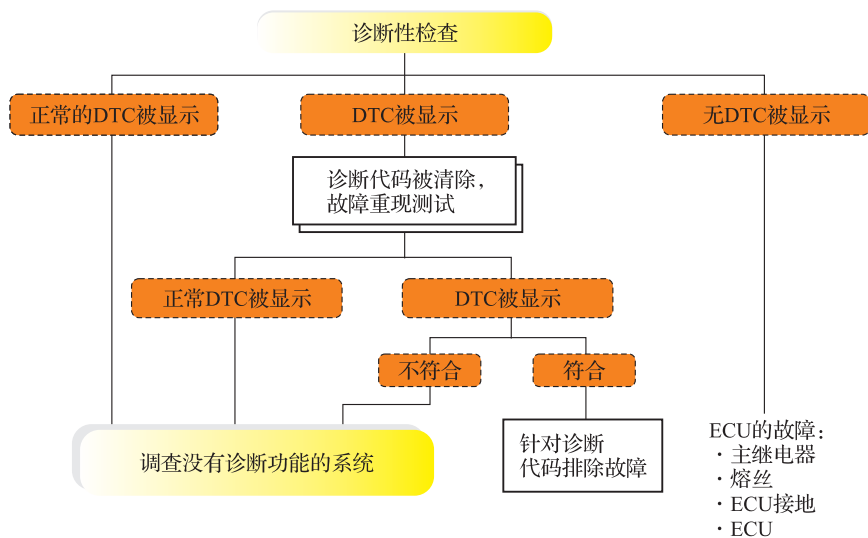 诊断性检查
正常的DTC被显示
DTC被显示
无DTC被显示
诊断代码被清除，
故障重现测试
正常DTC被显示
DTC被显示
不符合
符合
调查没有诊断功能的系统
针对诊断
代码排除故障
ECU的故障：
·主继电器
·熔丝
·ECU接地
·ECU